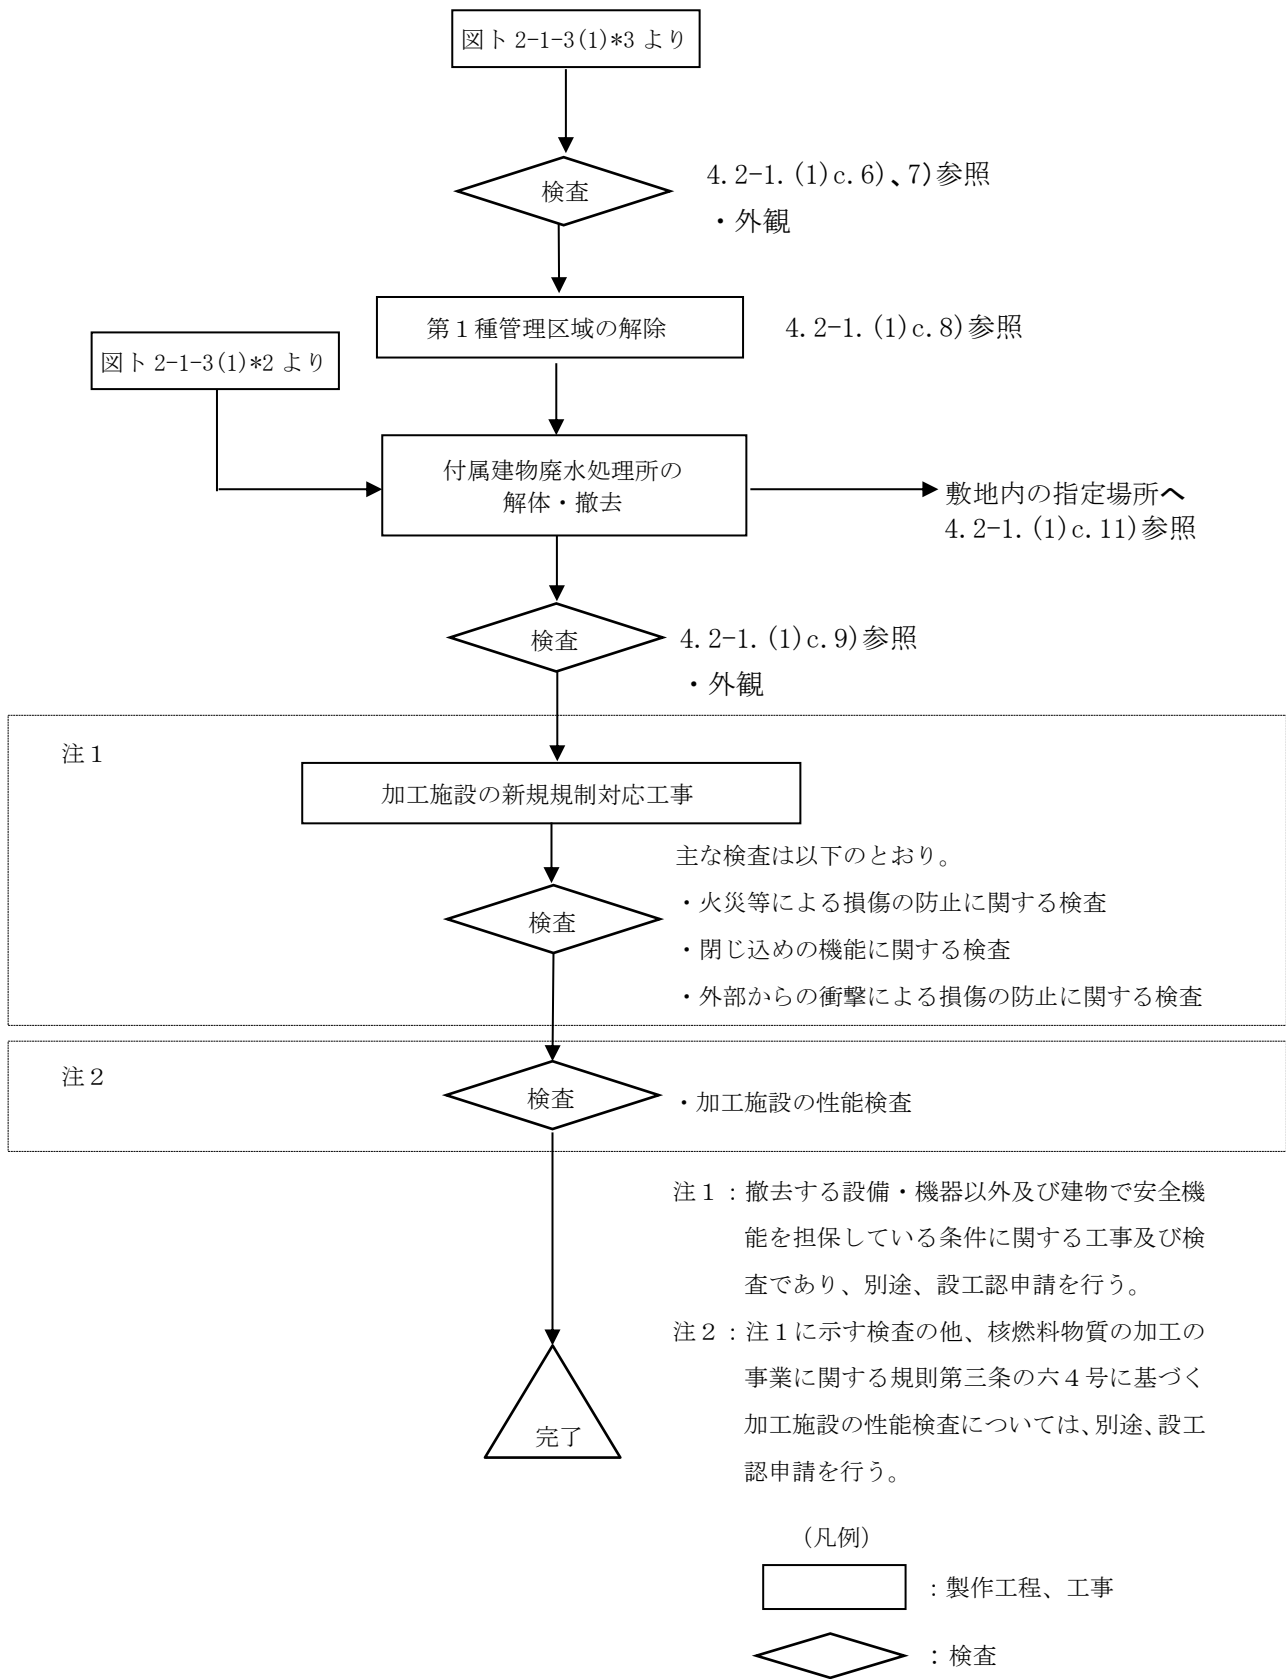 図ト 2-1-3(1)*3 より
検査
4.2-1.(1)c.6)、7)参照
・外観
第１種管理区域の解除
4.2-1.(1)c.8)参照
図ト 2-1-3(1)*2 より
付属建物廃水処理所の
解体・撤去
敷地内の指定場所へ
4.2-1.(1)c.11)参照
検査
4.2-1.(1)c.9)参照
・外観
注１
加工施設の新規規制対応工事
主な検査は以下のとおり。
検査
・火災等による損傷の防止に関する検査
・閉じ込めの機能に関する検査
・外部からの衝撃による損傷の防止に関する検査
注２
検査
・加工施設の性能検査
注１：撤去する設備・機器以外及び建物で安全機
能を担保している条件に関する工事及び検
査であり、別途、設工認申請を行う。
注２：注１に示す検査の他、核燃料物質の加工の
事業に関する規則第三条の六４号に基づく
加工施設の性能検査については、別途、設工
認申請を行う。
完了
（凡例）
：製作工程、工事
：検査